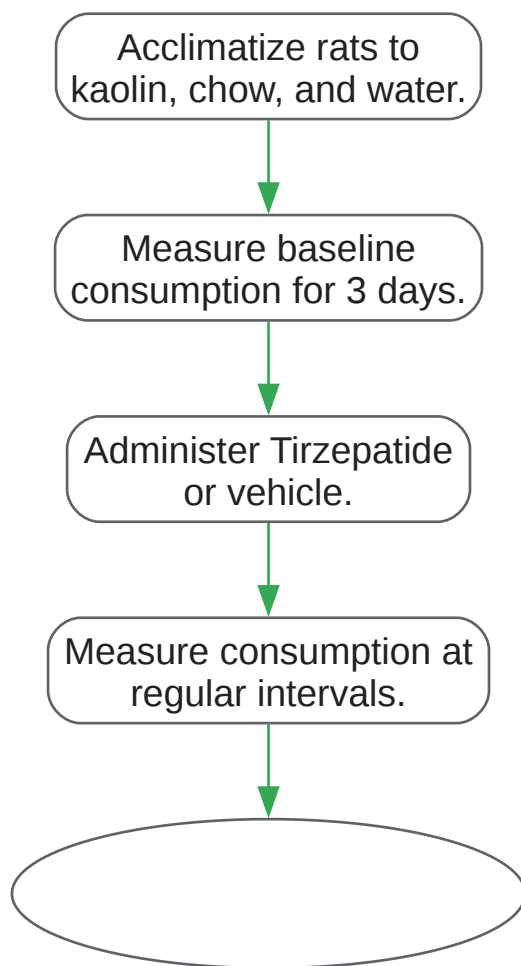 Acclimatize rats to
kaolin, chow, and water.
Measure baseline
consumption for 3 days.
Administer Tirzepatide
or vehicle.
Measure consumption at
regular intervals.